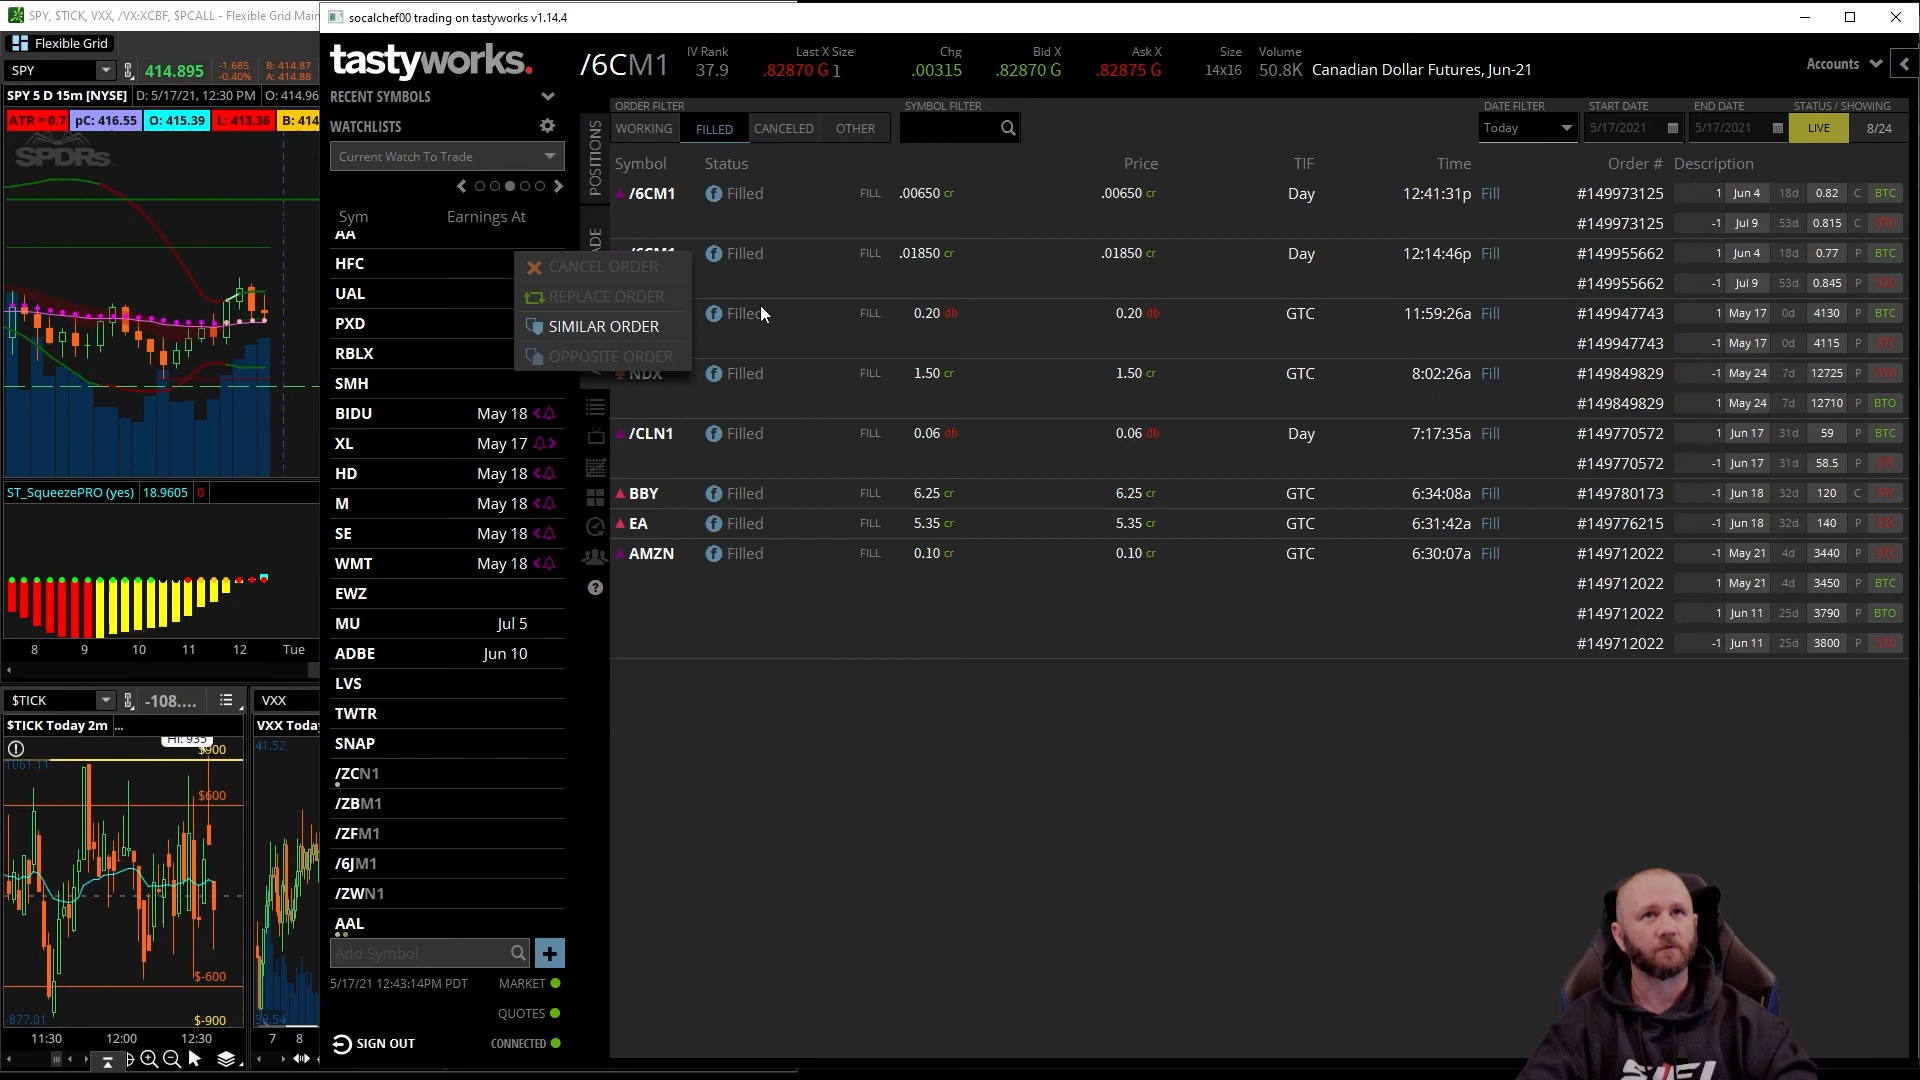 SPY, $TICK, VXX, /VX:XCBF, $PCALL - Flexible Grid Main
socalchef00 trading on tastyworks v1.14.4
Flexible Grid
SPY
414.895
-1.685
-0.40%
B: 414.87
A: 414.88
SPY 5 D 15m [NYSE]
D: 5/17/21, 12:30 PM
O: 414.96
ATR = 0.7
pC: 416.55
O: 415.39
L: 413.36
B: 414
SPDRs
ST_SqueezePRO (yes)
18.9605
0
8
9
10
11
12
Tue
$TICK
-108....
VXX
$TICK Today 2m
...
VXX Today
Hi: 935
$900
1061.11
$600
$-600
-877.01
$-900
41.52
38.54
11:30
12:00
12:30
7
8
tastyworks.
RECENT SYMBOLS
WATCHLISTS
Current Watch To Trade
Sym
Earnings At
AA
HFC
UAL
PXD
RBLX
SMH
BIDU May 18
XL May 17
HD May 18
M May 18
SE May 18
WMT May 18
EWZ
MU Jul 5
ADBE Jun 10
LVS
TWTR
SNAP
/ZCN1
/ZBM1
/ZFM1
/6JM1
/ZWN1
AAL
Add Symbol
5/17/21 12:43:14PM PDT
MARKET
QUOTES
SIGN OUT
CONNECTED
/6CM1
IV Rank
37.9
Last X Size
.82870 G 1
Chg
.00315
Bid X
.82870 G
Ask X
.82875 G
Size
14x16
Volume
50.8K
Canadian Dollar Futures, Jun-21
Accounts
POSITIONS
ORDER FILTER
SYMBOL FILTER
DATE FILTER
START DATE
END DATE
STATUS / SHOWING
WORKING
FILLED
CANCELED
OTHER
Today
5/17/2021
5/17/2021
LIVE
8/24
Symbol Status Price TIF Time Order # Description
/6CM1 Filled FILL .00650 cr .00650 cr Day 12:41:31p Fill #149973125 1 Jun 4 18d 0.82 C BTC
#149973125 -1 Jul 9 53d 0.815 C STO
/6CM1 Filled FILL .01850 cr .01850 cr Day 12:14:46p Fill #149955662 1 Jun 4 18d 0.77 P BTC
#149955662 -1 Jul 9 53d 0.845 P STO
Filled FILL 0.20 db 0.20 db GTC 11:59:26a Fill #149947743 1 May 17 0d 4130 P BTC
#149947743 -1 May 17 0d 4115 P STC
NDX Filled FILL 1.50 cr 1.50 cr GTC 8:02:26a Fill #149849829 -1 May 24 7d 12725 P STO
#149849829 1 May 24 7d 12710 P BTO
/CLN1 Filled FILL 0.06 db 0.06 db Day 7:17:35a Fill #149770572 1 Jun 17 31d 59 P BTC
#149770572 -1 Jun 17 31d 58.5 P STC
BBY Filled FILL 6.25 cr 6.25 cr GTC 6:34:08a Fill #149780173 -1 Jun 18 32d 120 C STC
EA Filled FILL 5.35 cr 5.35 cr GTC 6:31:42a Fill #149776215 -1 Jun 18 32d 140 P STC
AMZN Filled FILL 0.10 cr 0.10 cr GTC 6:30:07a Fill #149712022 -1 May 21 4d 3440 P STC
#149712022 1 May 21 4d 3450 P BTC
#149712022 1 Jun 11 25d 3790 P BTO
#149712022 -1 Jun 11 25d 3800 P STO
CANCEL ORDER
REPLACE ORDER
SIMILAR ORDER
OPPOSITE ORDER